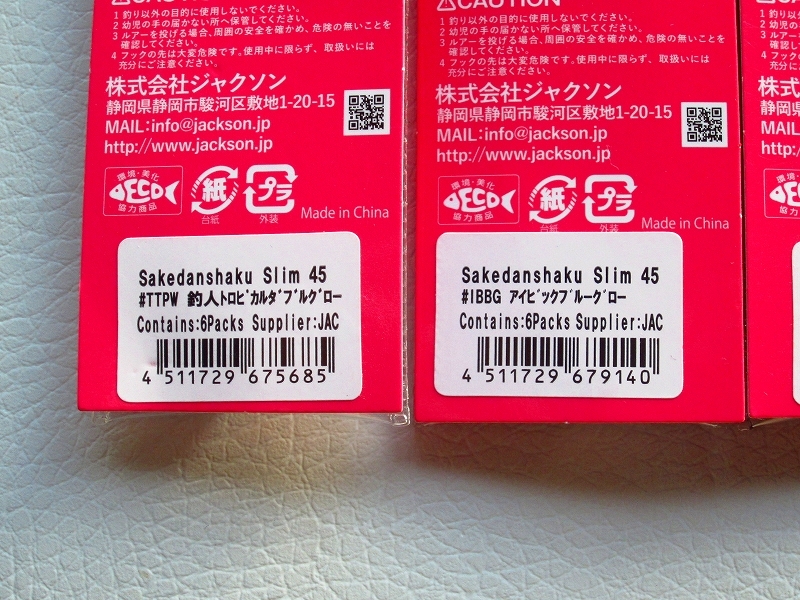 ⚠CAUTION
1 釣り以外の目的に使用しないでください。
2 幼児の手の届かない所へ保管してください。
3 ルアーを投げる場合、周囲の安全を確かめ、危険の無いことを
確認してください。
4 フックの先は大変危険です。使用中に限らず、取扱いには
充分にご注意ください。
株式会社ジャクソン
静岡県静岡市駿河区敷地1-20-15
MAIL:info@jackson.jp
http://www.jackson.jp
環境・美化
ECO
協力商品
紙
台紙
プラ
外装
Made in China
Sakedanshaku Slim 45
#TTPW 釣人トロピカルダブルグロー
Contains:6Packs Supplier:JAC
4 511729 675685
⚠CAUTION
1 釣り以外の目的に使用しないでください。
2 幼児の手の届かない所へ保管してください。
3 ルアーを投げる場合、周囲の安全を確かめ、危険の無いことを
確認してください。
4 フックの先は大変危険です。使用中に限らず、取扱いには
充分にご注意ください。
株式会社ジャクソン
静岡県静岡市駿河区敷地1-20-15
MAIL:info@jackson.jp
http://www.jackson.jp
環境・美化
ECO
協力商品
紙
台紙
プラ
外装
Made in China
Sakedanshaku Slim 45
#IBBG アイビックブルーグロー
Contains:6Packs Supplier:JAC
4 511729 679140
株式
静岡県
MAIL
http:/